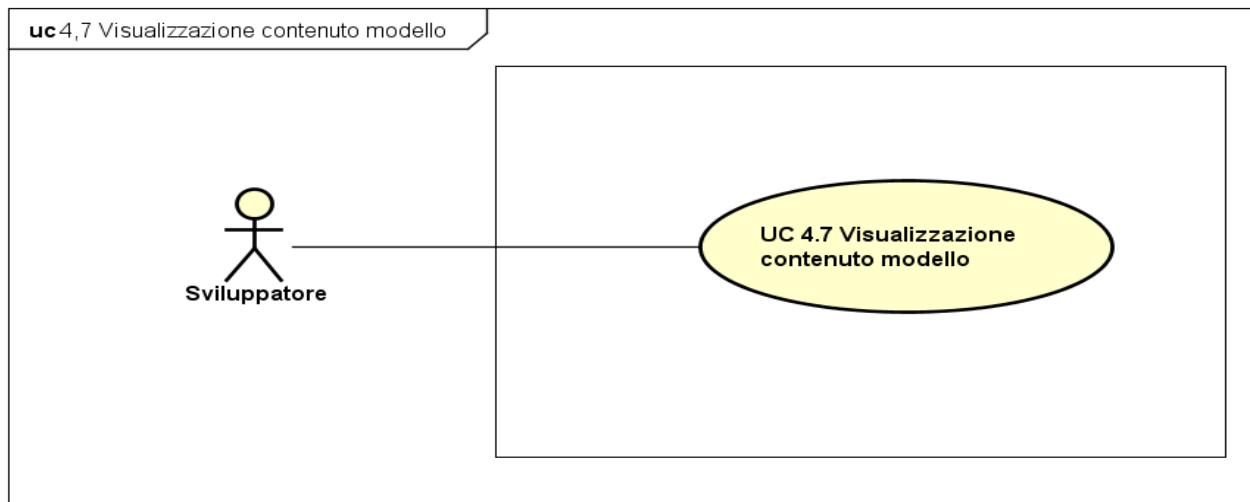 uc 4,7 Visualizzazione contenuto modello
UC 4.7 Visualizzazione
contenuto modello
Sviluppatore